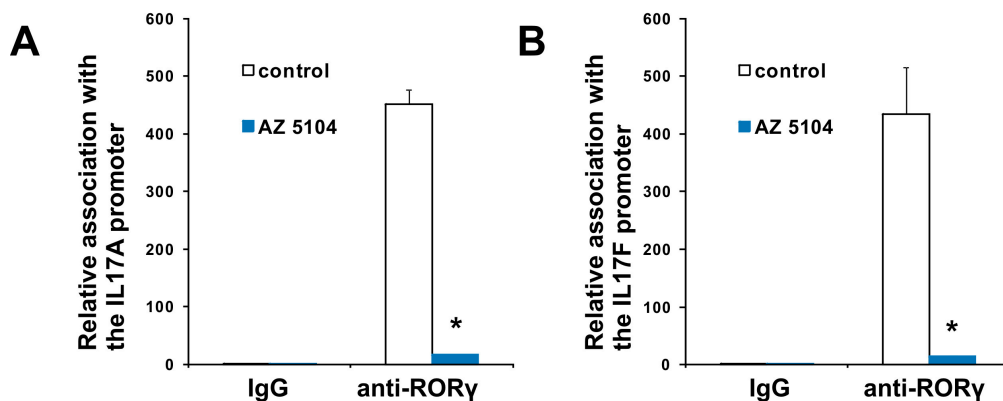 A
Relative association with
the IL17A promoter
600
500
400
300
200
100
0
control
AZ 5104
*
IgG
anti-RORγ
B
Relative association with
the IL17F promoter
600
500
400
300
200
100
0
control
AZ 5104
*
IgG
anti-RORγ